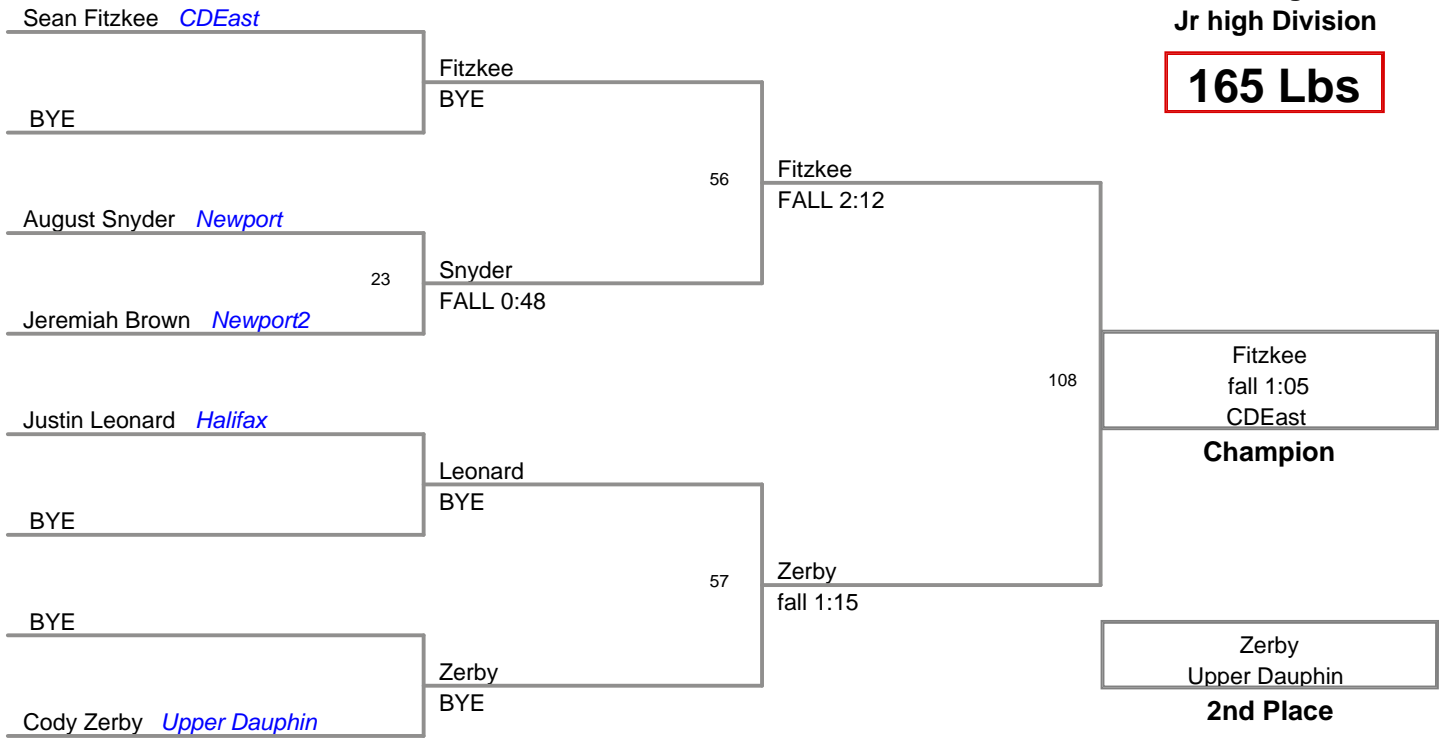 Sean Fitzkee CDEast
Jr high Division
165 Lbs
Fitzkee
BYE
BYE
56
Fitzkee
FALL 2:12
August Snyder Newport
23
Snyder
FALL 0:48
Jeremiah Brown Newport2
108
Fitzkee
fall 1:05
CDEast
Champion
Justin Leonard Halifax
Leonard
BYE
BYE
57
Zerby
fall 1:15
BYE
Zerby
BYE
Cody Zerby Upper Dauphin
Zerby
Upper Dauphin
2nd Place